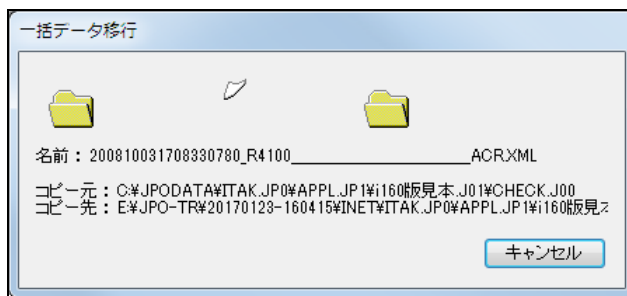 一括データ移行
名前：200810031708330780_R4100____________________ACR.XML
コピー元：C:¥JPODATA¥ITAK.JP0¥APPL.JP1¥i160版見本.J01¥CHECK.J00
コピー先：E:¥JPO-TR¥20170123-160415¥INET¥ITAK.JP0¥APPL.JP1¥i160版見
キャンセル